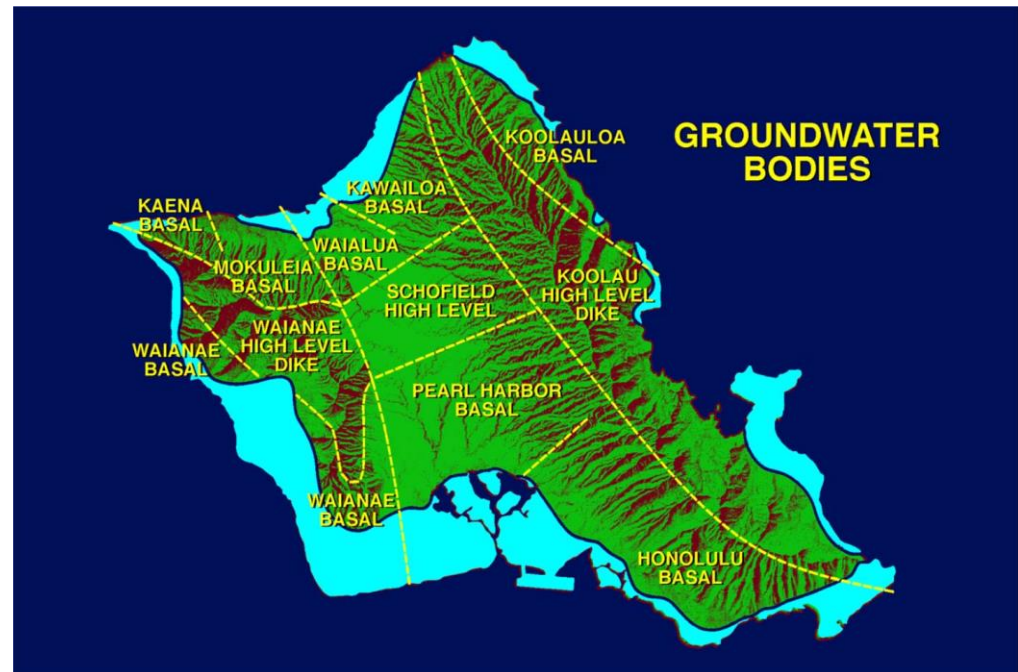 GROUNDWATER
BODIES
KOOLAULOA
BASAL
KAWAILOA
BASAL
KAENA
BASAL
WAIALUA
BASAL
MOKULEIA
BASAL
SCHOFIELD
HIGH LEVEL
KOOLAU
HIGH LEVEL
DIKE
WAIANAE
HIGH LEVEL
DIKE
WAIANAE
BASAL
PEARL HARBOR
BASAL
WAIANAE
BASAL
HONOLULU
BASAL